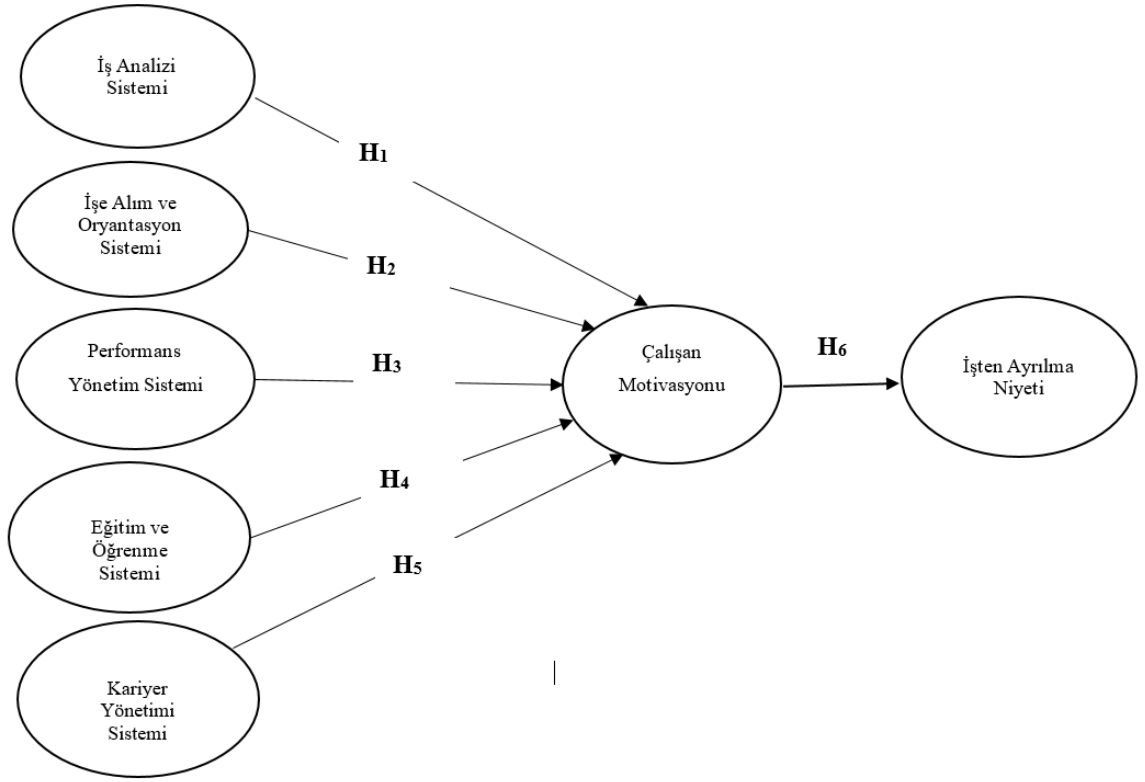 İş Analizi
Sistemi
H1
İşe Alım ve
Oryantasyon
Sistemi
H2
Performans
Yönetim Sistemi
H3
Çalışan
Motivasyonu
H6
İşten Ayrılma
Niyeti
Eğitim ve
Öğrenme
Sistemi
H4
H5
Kariyer
Yönetimi
Sistemi